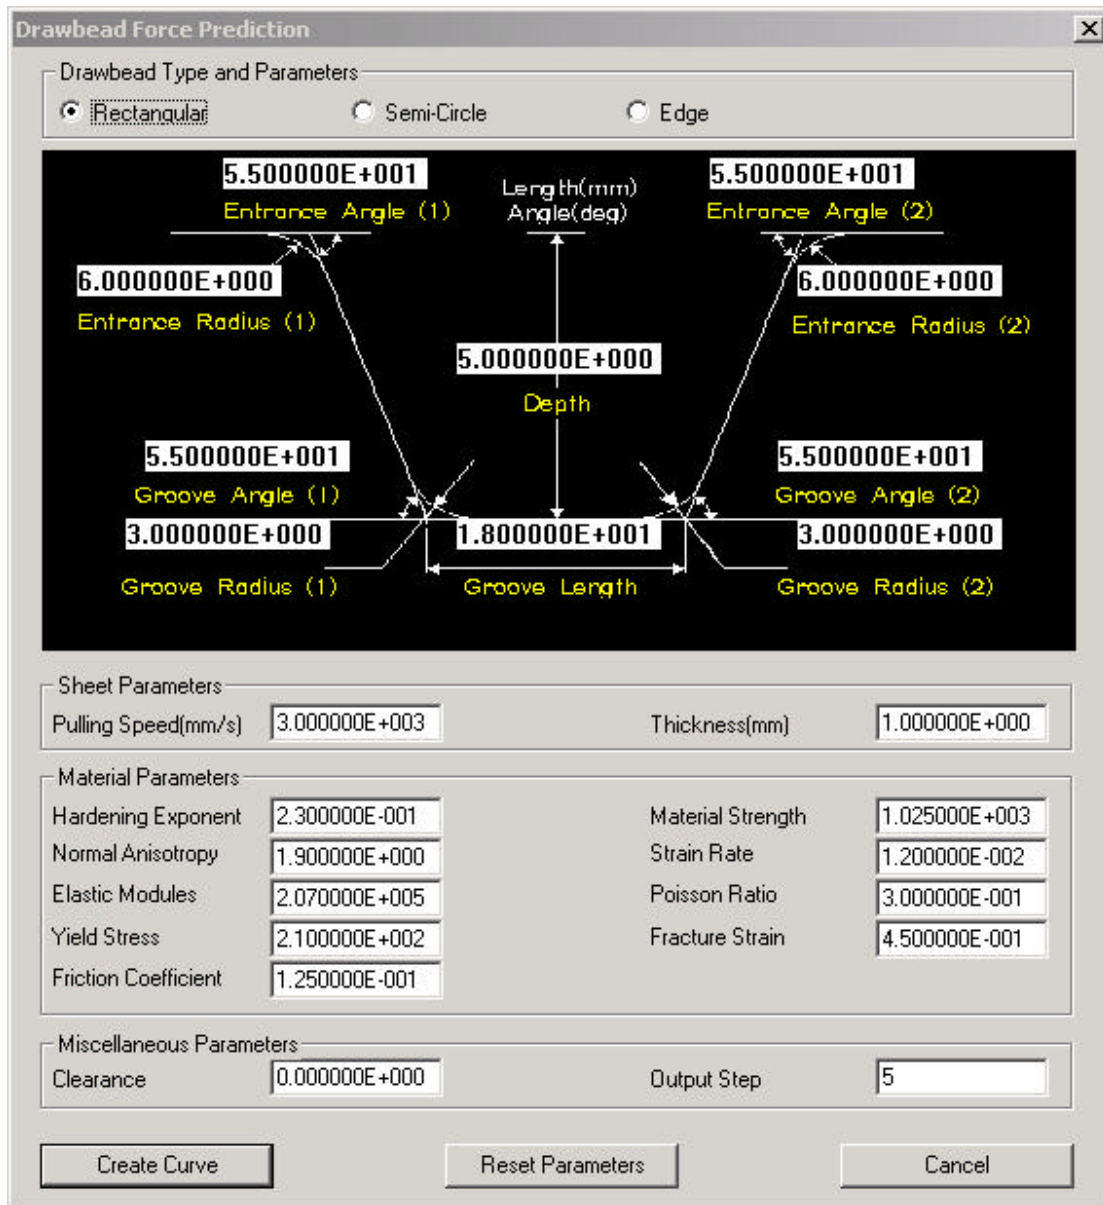 Drawbead Force Prediction
Drawbead Type and Parameters
Rectangular Semi-Circle Edge
5.500000E+001 Length(mm) 5.500000E+001
Entrance Angle (1) Angle(deg) Entrance Angle (2)
6.000000E+000 6.000000E+000
Entrance Radius (1) Entrance Radius (2)
5.000000E+000
Depth
5.500000E+001 5.500000E+001
Groove Angle (1) Groove Angle (2)
3.000000E+000 1.800000E+001 3.000000E+000
Groove Radius (1) Groove Length Groove Radius (2)
Sheet Parameters
Pulling Speed(mm/s) 3.000000E+003 Thickness(mm) 1.000000E+000
Material Parameters
Hardening Exponent 2.300000E-001 Material Strength 1.025000E+003
Normal Anisotropy 1.900000E+000 Strain Rate 1.200000E-002
Elastic Modules 2.070000E+005 Poisson Ratio 3.000000E-001
Yield Stress 2.100000E+002 Fracture Strain 4.500000E-001
Friction Coefficient 1.250000E-001
Miscellaneous Parameters
Clearance 0.000000E+000 Output Step 5
Create Curve Reset Parameters Cancel